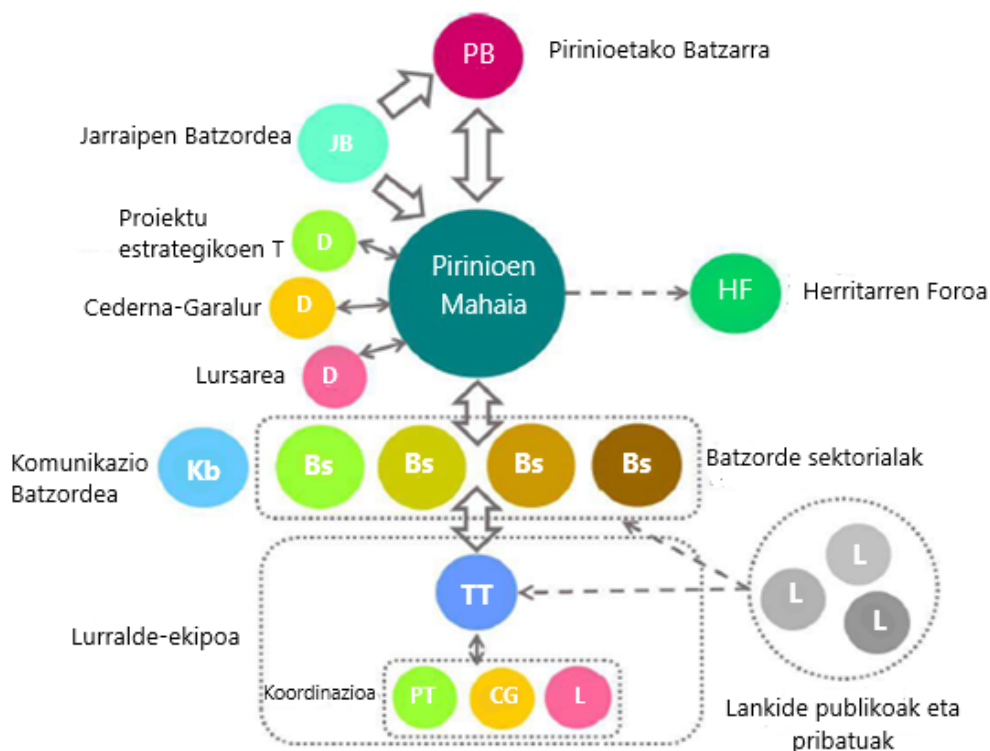 PB
Pirinioetako Batzarra
Jarraipen Batzordea
JB
Proiektu
estrategikoen T
D
Cederna-Garalur
D
Lursarea
D
Pirinioen
Mahaia
HF
Herritarren Foroa
Komunikazio
Batzordea
Kb
Bs
Bs
Bs
Bs
Batzorde sektorialak
Lurralde-ekipoa
TT
Koordinazioa
PT
CG
L
L
L
L
Lankide publikoak eta
pribatuak